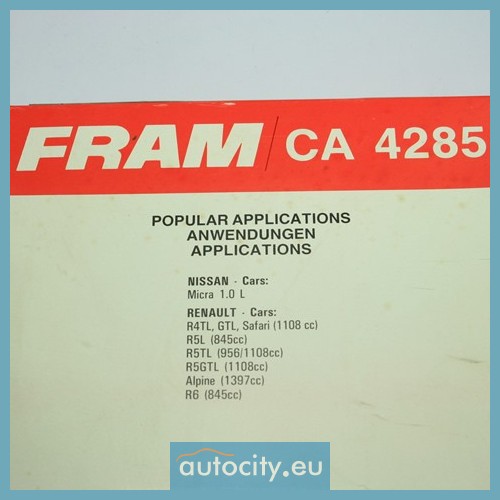 FRAM / CA 4285
POPULAR APPLICATIONS
ANWENDUNGEN
APPLICATIONS
NISSAN - Cars:
Micra 1.0 L
RENAULT - Cars:
R4TL, GTL, Safari (1108 cc)
R5L (845cc)
R5TL (956/1108cc)
R5GTL (1108cc)
Alpine (1397cc)
R6 (845cc)
autocity.eu